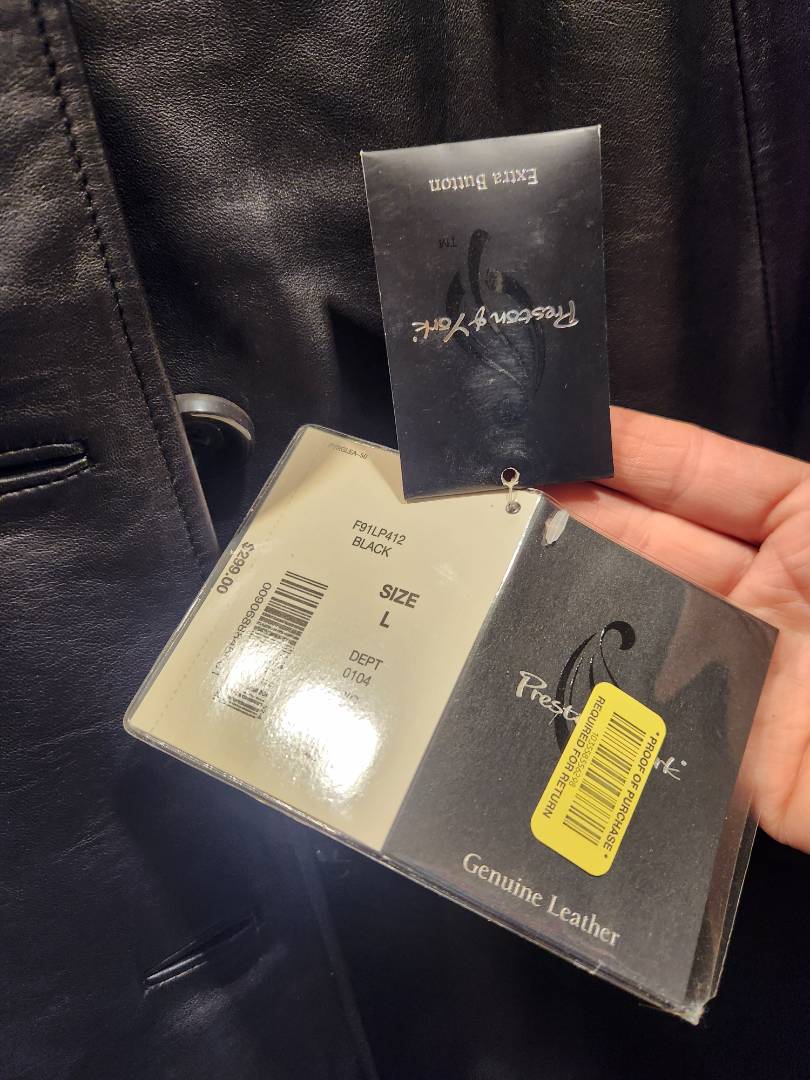 Extra Button
TM
Preston & York
F91LP412
BLACK
SIZE
L
DEPT
0104
$299.00
Genuine Leather
*PROOF OF PURCHASE*
REQUIRED FOR RETURN